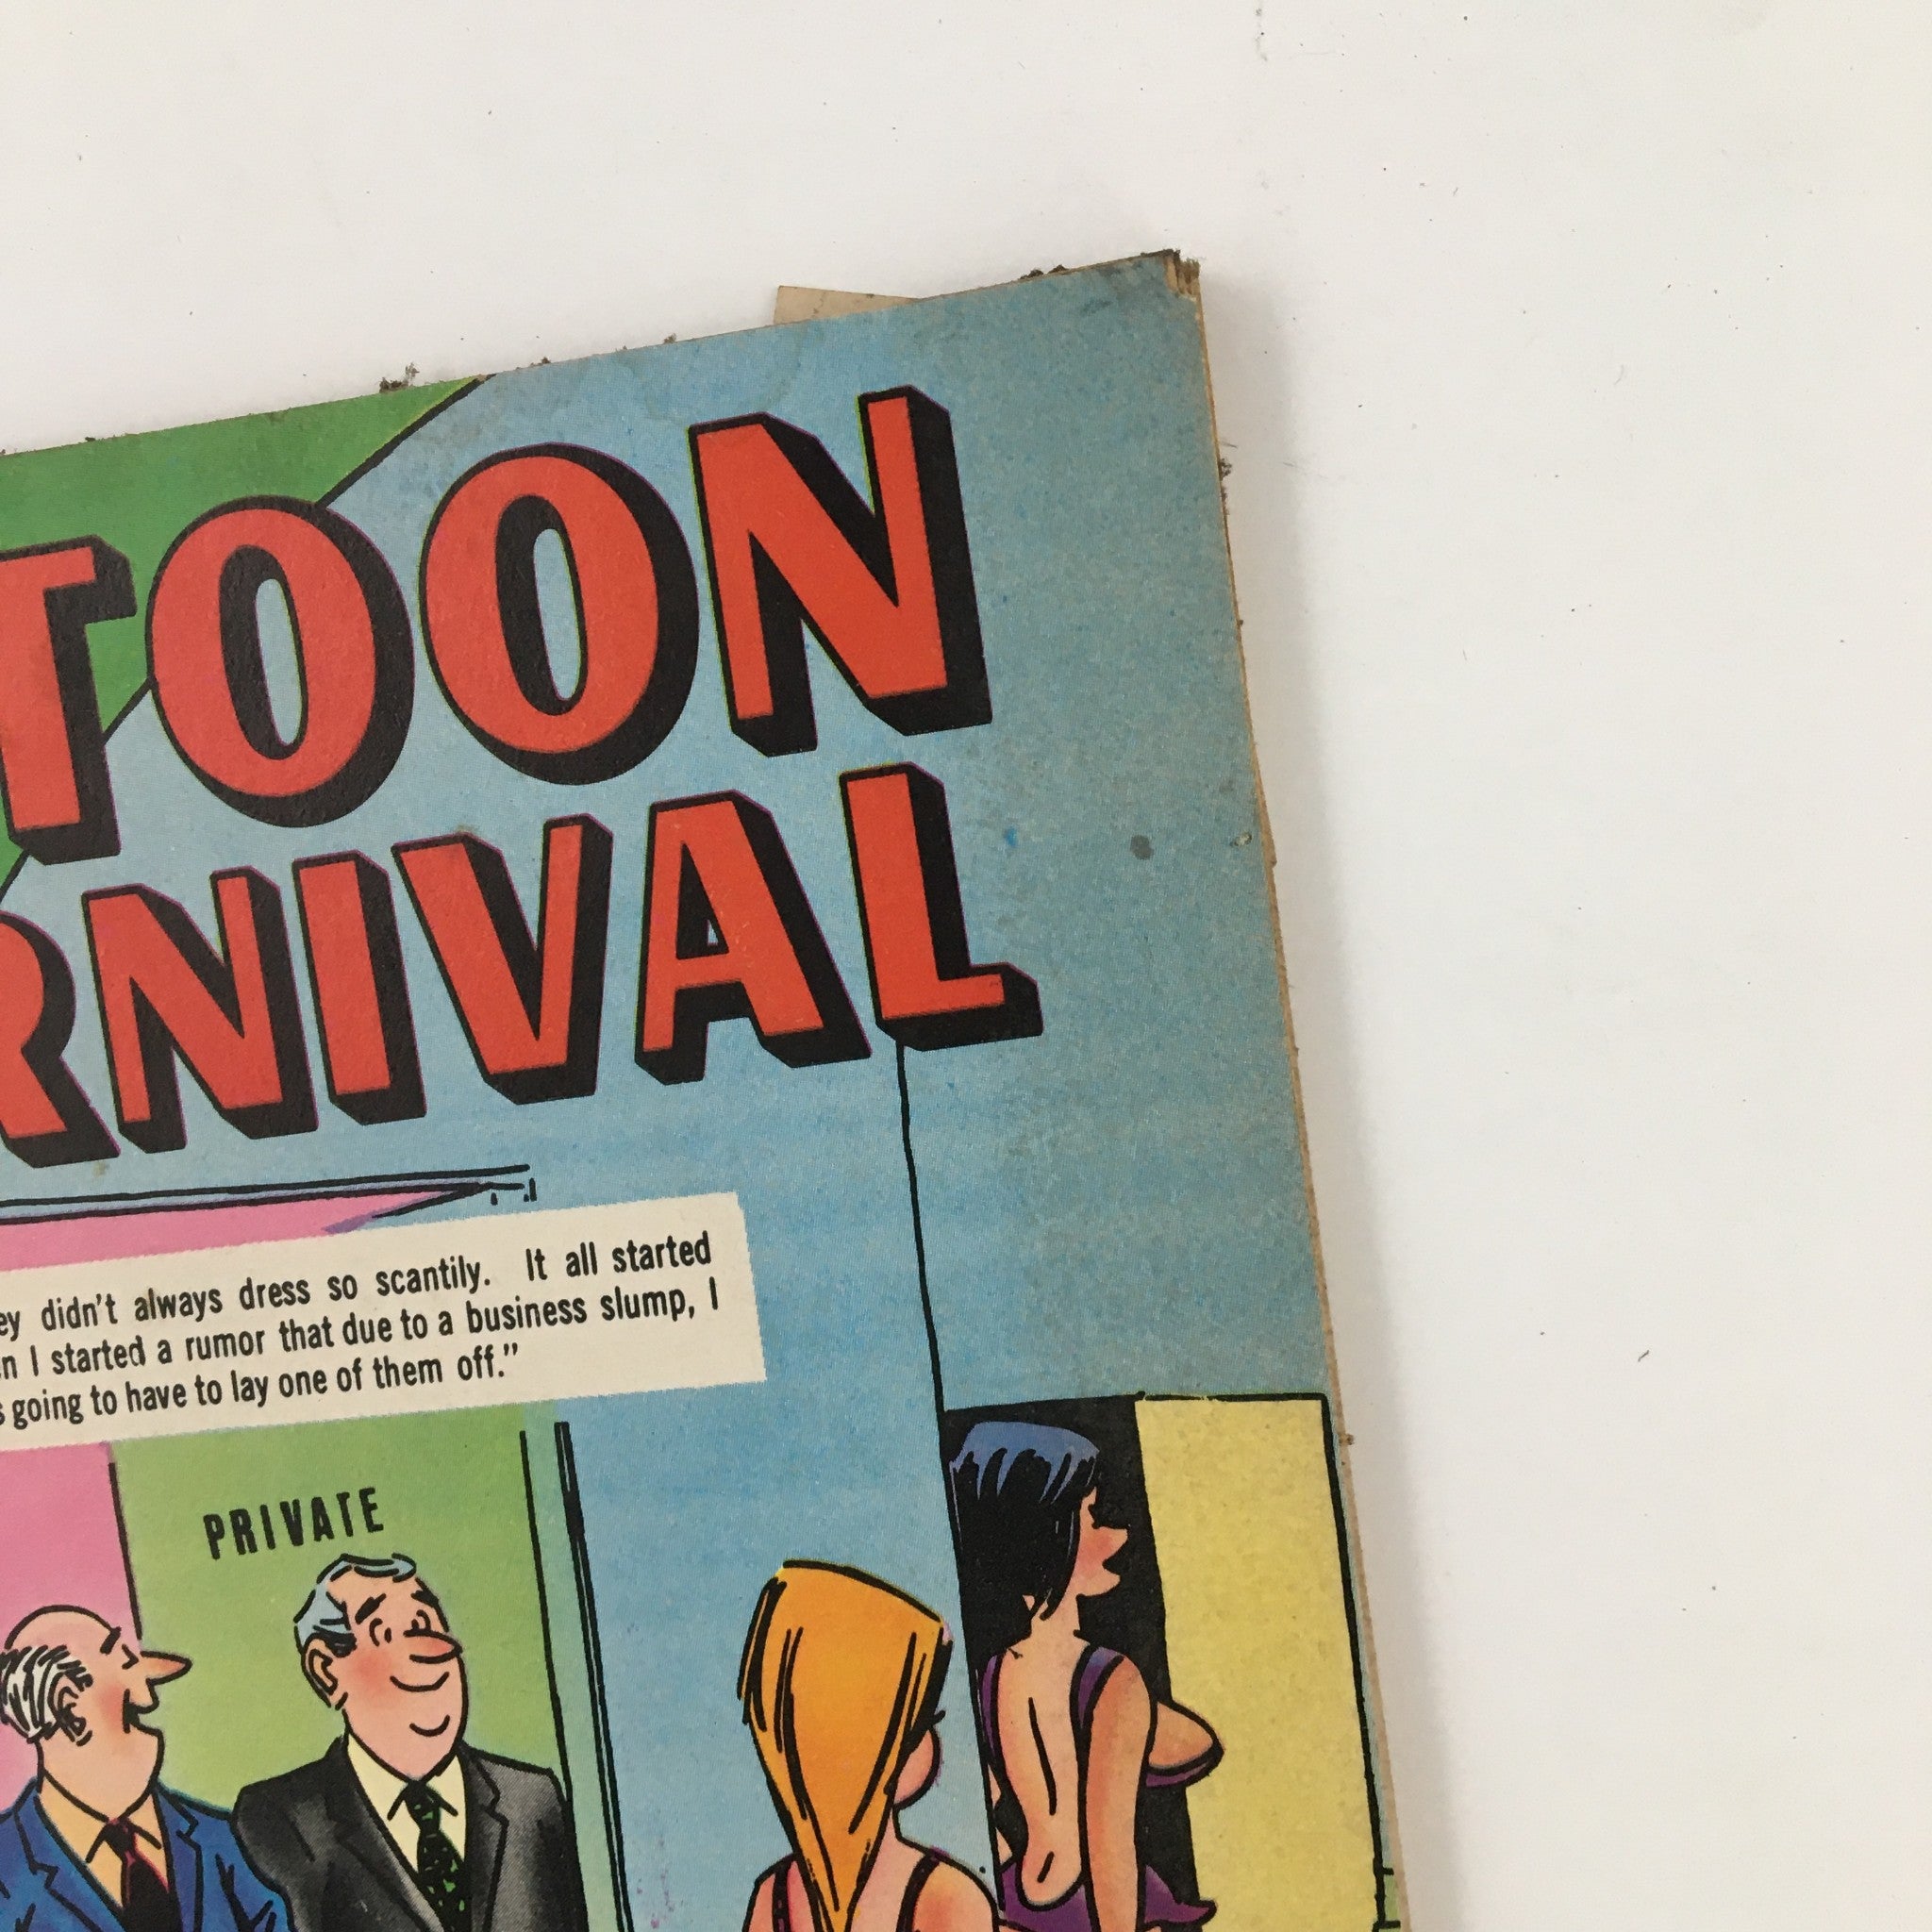 TOON
RNIVAL
ey didn't always dress so scantily. It all started
n I started a rumor that due to a business slump, I
s going to have to lay one of them off."
PRIVATE